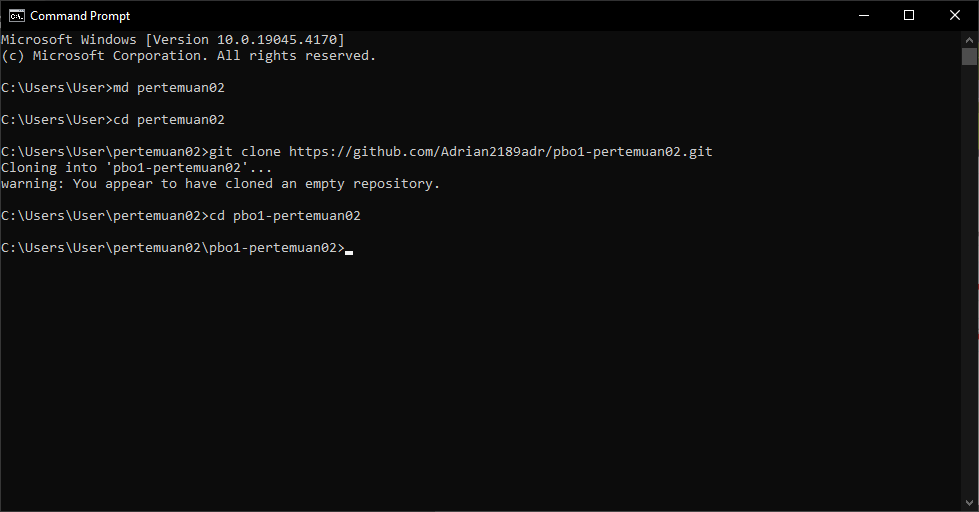 Command Prompt
Microsoft Windows [Version 10.0.19045.4170]
(c) Microsoft Corporation. All rights reserved.
C:\Users\User>md pertemuan02
C:\Users\User>cd pertemuan02
C:\Users\User\pertemuan02>git clone https://github.com/Adrian2189adr/pbo1-pertemuan02.git
Cloning into 'pbo1-pertemuan02'...
warning: You appear to have cloned an empty repository.
C:\Users\User\pertemuan02>cd pbo1-pertemuan02
C:\Users\User\pertemuan02\pbo1-pertemuan02>